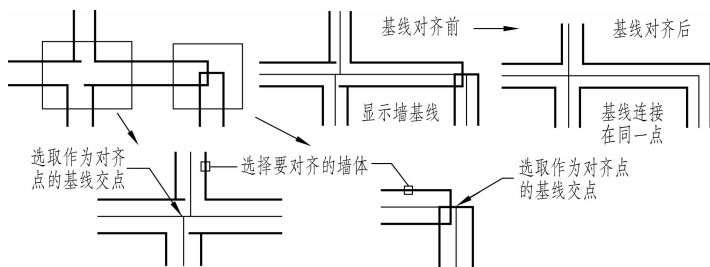 基线对齐前
基线对齐后
显示墙基线
基线连接
在同一点
选取作为对齐
点的基线交点
选择要对齐的墙体
选取作为对齐点
的基线交点